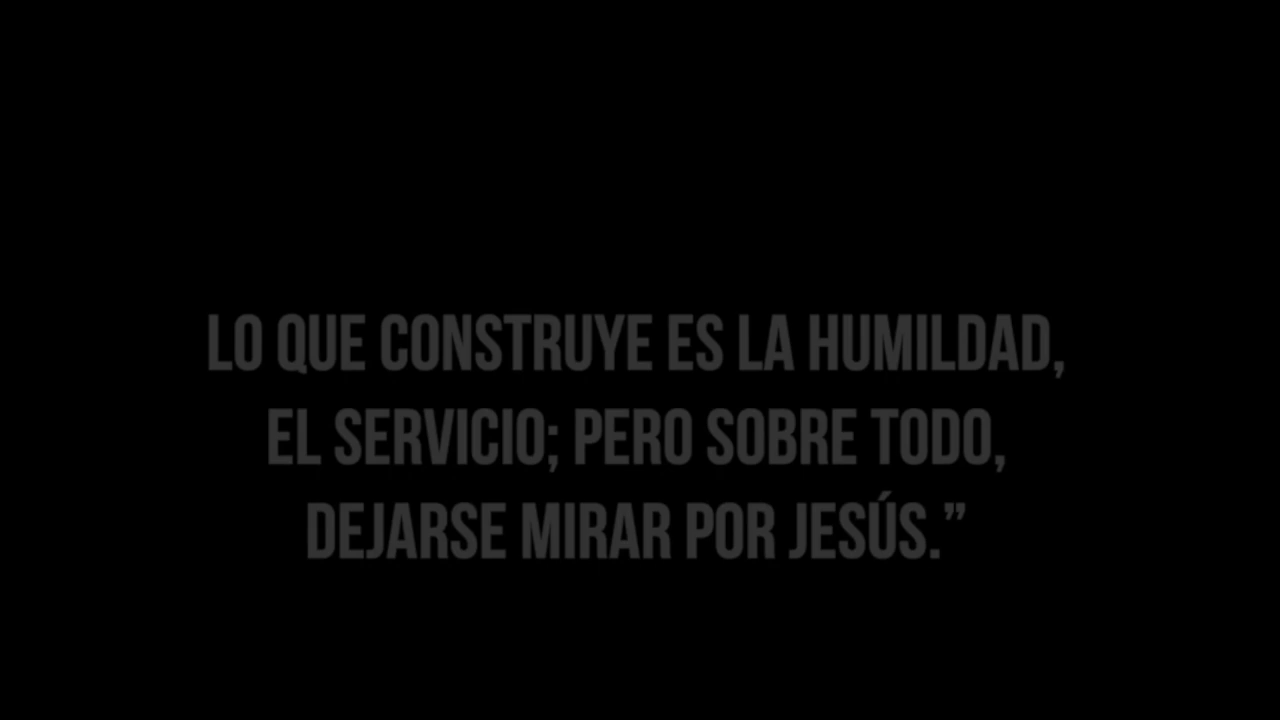 LO QUE CONSTRUYE ES LA HUMILDAD,
EL SERVICIO; PERO SOBRE TODO,
DEJARSE MIRAR POR JESÚS.”